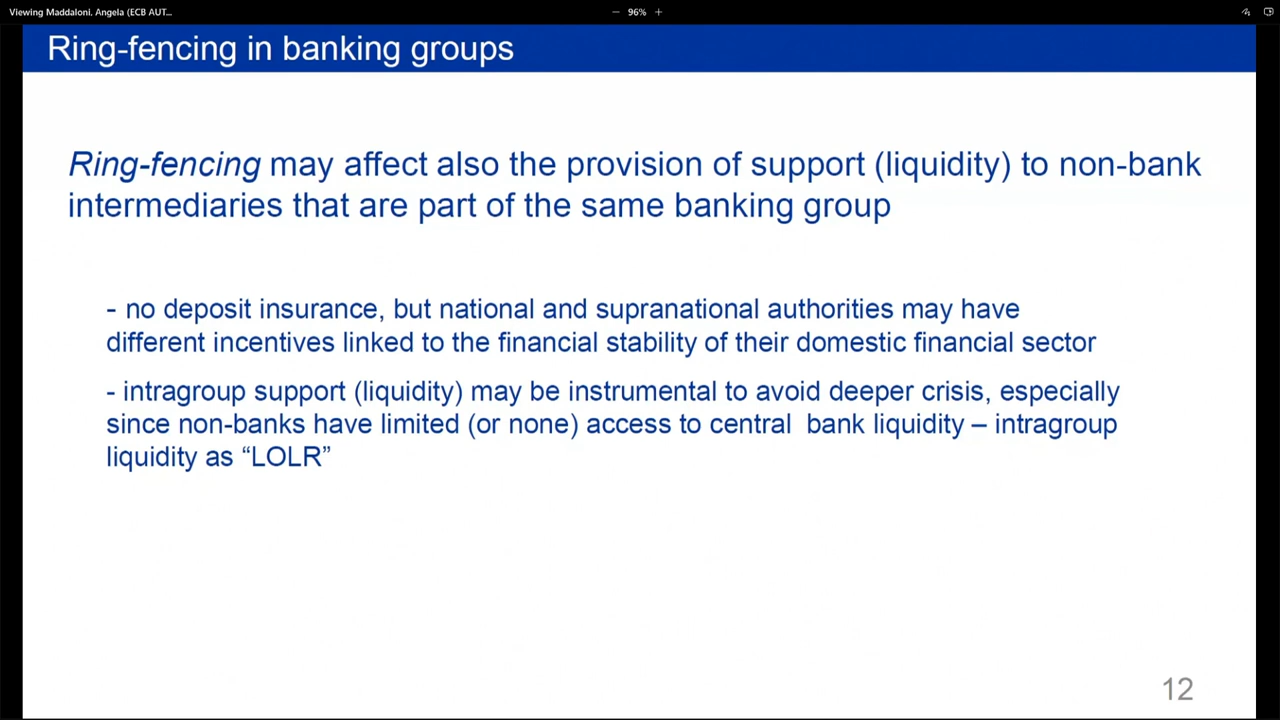 Viewing Maddaloni, Angela (ECB AUT...
96%
Ring-fencing in banking groups
Ring-fencing may affect also the provision of support (liquidity) to non-bank
intermediaries that are part of the same banking group
- no deposit insurance, but national and supranational authorities may have
different incentives linked to the financial stability of their domestic financial sector
- intragroup support (liquidity) may be instrumental to avoid deeper crisis, especially
since non-banks have limited (or none) access to central bank liquidity – intragroup
liquidity as “LOLR”
12